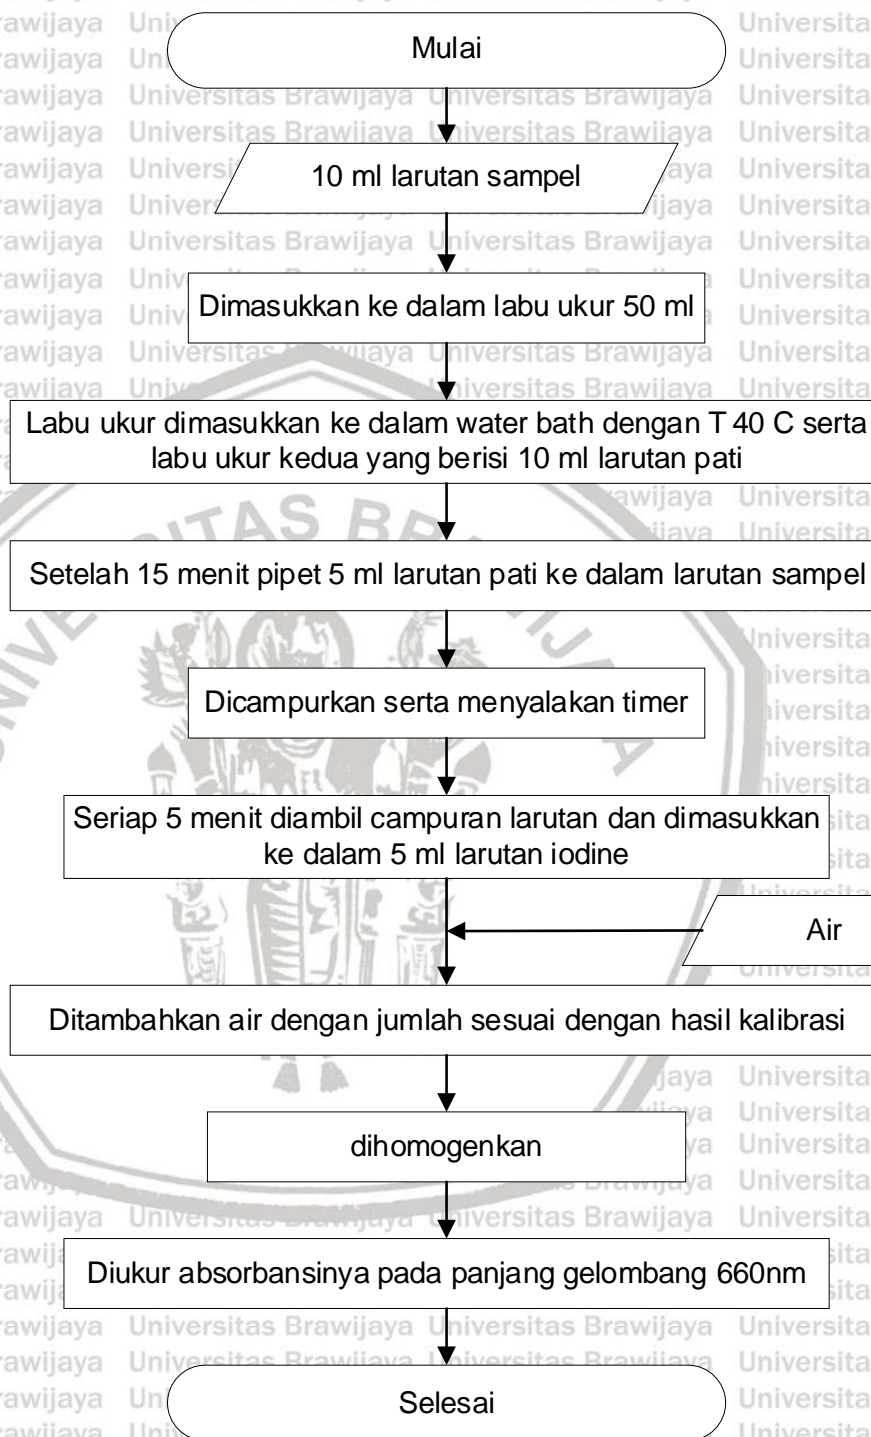 Mulai
10 ml larutan sampel
Dimasukkan ke dalam labu ukur 50 ml
Labu ukur dimasukkan ke dalam water bath dengan T 40 C serta
labu ukur kedua yang berisi 10 ml larutan pati
Setelah 15 menit pipet 5 ml larutan pati ke dalam larutan sampel
Dicampurkan serta menyalakan timer
Seriap 5 menit diambil campuran larutan dan dimasukkan
ke dalam 5 ml larutan iodine
Air
Ditambahkan air dengan jumlah sesuai dengan hasil kalibrasi
dihomogenkan
Diukur absorbansinya pada panjang gelombang 660nm
Selesai